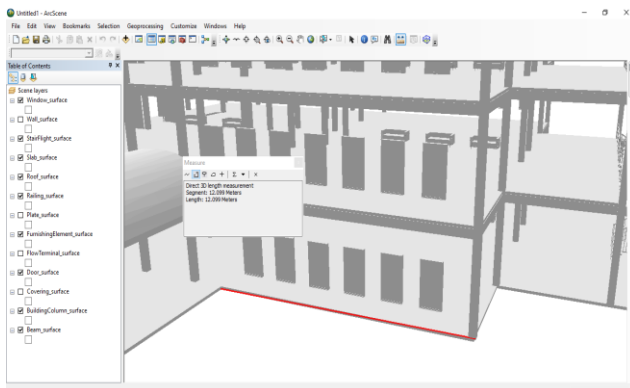 Untitled1 - ArcScene
File Edit View Bookmarks Selection Geoprocessing Customize Windows Help
Table of Contents
Scene layers
Window_surface
Wall_surface
StairFlight_surface
Slab_surface
Roof_surface
Railing_surface
Plate_surface
FurnishingElement_surface
FlowTerminal_surface
Door_surface
Covering_surface
BuildingColumn_surface
Beam_surface
Measure
Direct 3D length measurement
Segment: 12.099 Meters
Length: 12.099 Meters